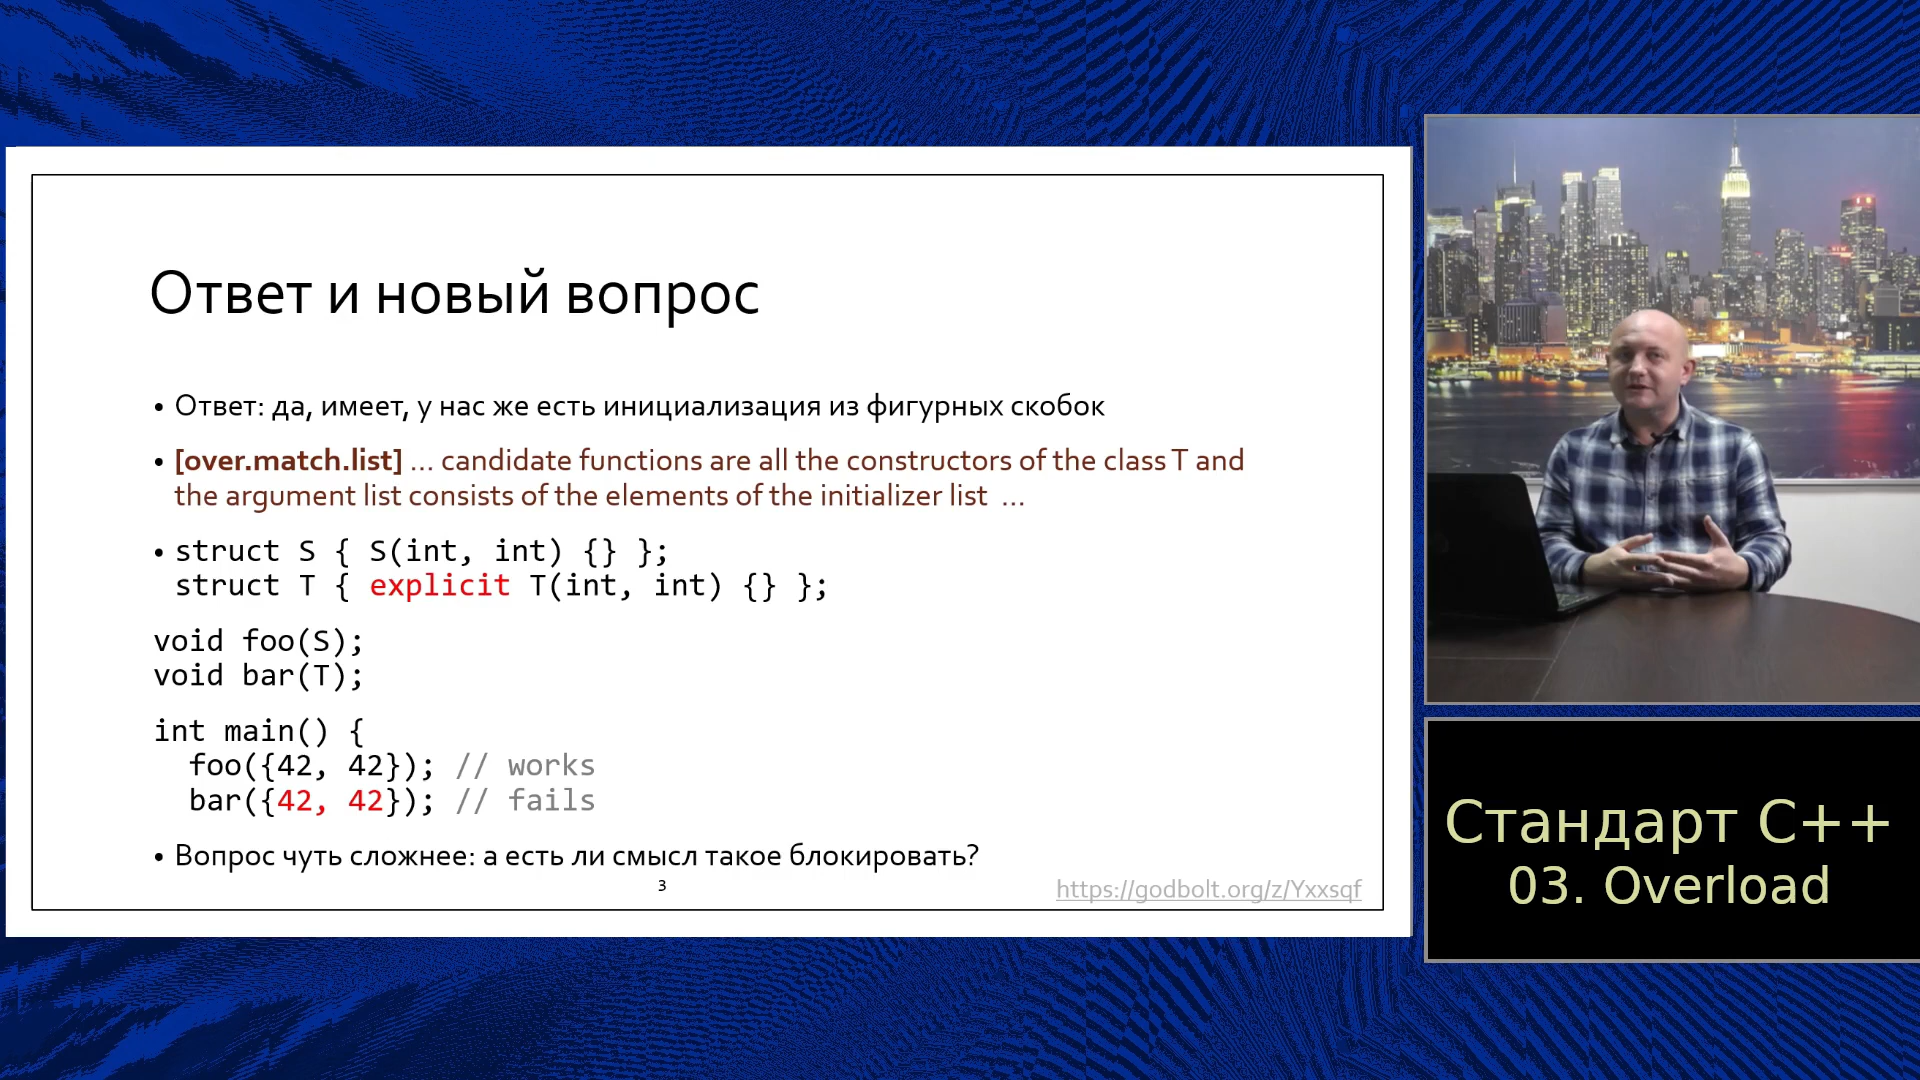 Ответ и новый вопрос
• Ответ: да, имеет, у нас же есть инициализация из фигурных скобок
• [over.match.list] ... candidate functions are all the constructors of the class T and
the argument list consists of the elements of the initializer list ...
• struct S { S(int, int) {} };
struct T { explicit T(int, int) {} };
void foo(S);
void bar(T);
int main() {
foo({42, 42}); // works
bar({42, 42}); // fails
• Вопрос чуть сложнее: а есть ли смысл такое блокировать?
3
https://godbolt.org/z/Yxxsqf
Стандарт C++
03. Overload